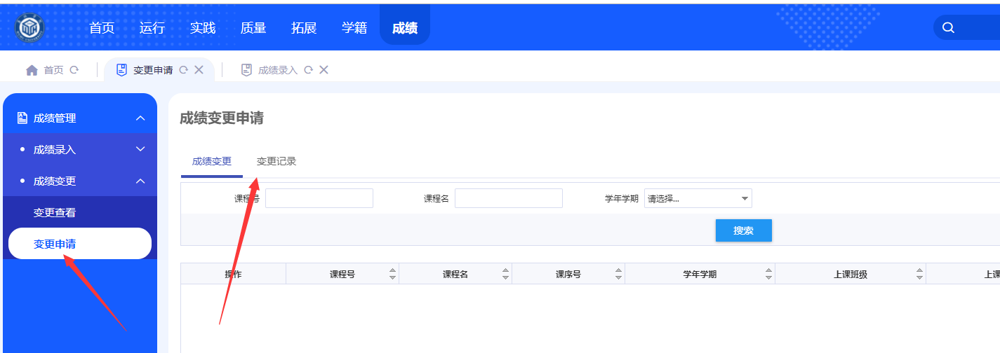 首页 运行 实践 质量 拓展 学籍 成绩
首页 变更申请 成绩录入
成绩管理
成绩录入
成绩变更
变更查看
变更申请
成绩变更申请
成绩变更 变更记录
课程号 课程名 学年学期 请选择...
搜索
操作 课程号 课程名 课序号 学年学期 上课班级 上课